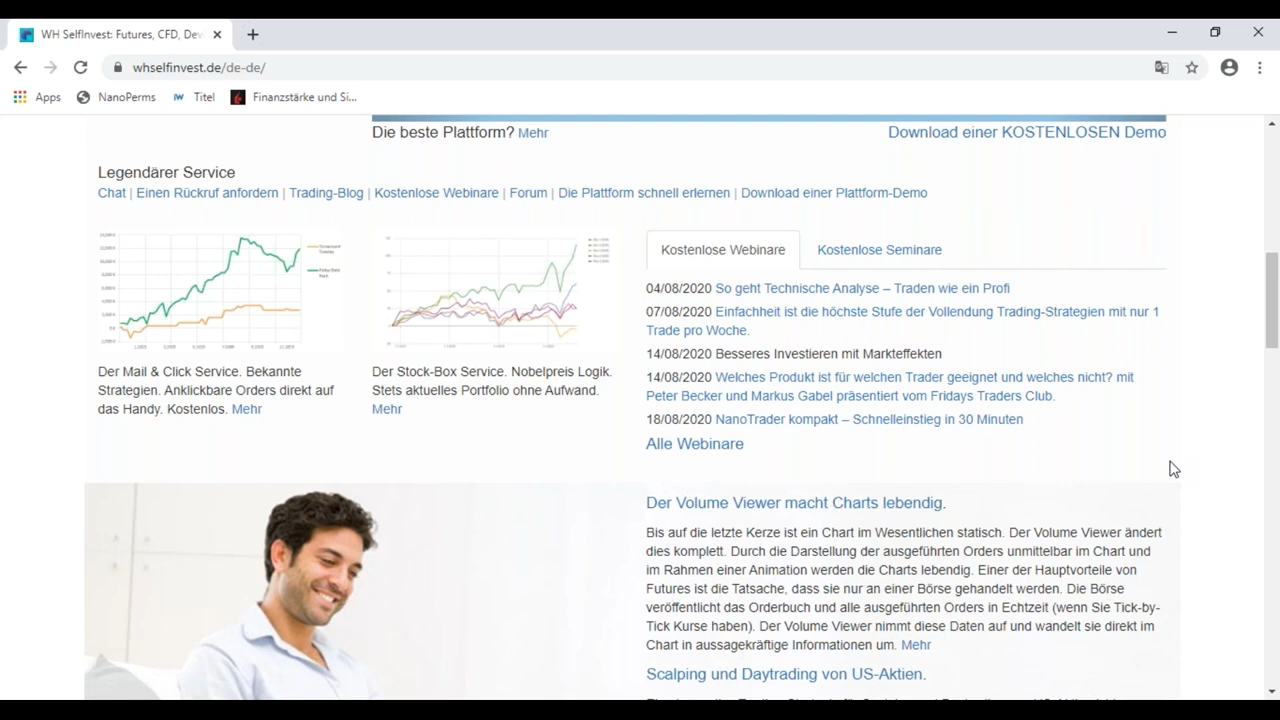 WH SelfInvest: Futures, CFD, Dev
whselfinvest.de/de-de/
Apps NanoPerms Titel Finanzstärke und Si...
Die beste Plattform? Mehr
Download einer KOSTENLOSEN Demo
Legendärer Service
Chat | Einen Rückruf anfordern | Trading-Blog | Kostenlose Webinare | Forum | Die Plattform schnell erlernen | Download einer Plattform-Demo
Der Mail & Click Service. Bekannte
Strategien. Anklickbare Orders direkt auf
das Handy. Kostenlos. Mehr
Der Stock-Box Service. Nobelpreis Logik.
Stets aktuelles Portfolio ohne Aufwand.
Mehr
Kostenlose Webinare Kostenlose Seminare
04/08/2020 So geht Technische Analyse – Traden wie ein Profi
07/08/2020 Einfachheit ist die höchste Stufe der Vollendung Trading-Strategien mit nur 1
Trade pro Woche.
14/08/2020 Besseres Investieren mit Markteffekten
14/08/2020 Welches Produkt ist für welchen Trader geeignet und welches nicht? mit
Peter Becker und Markus Gabel präsentiert vom Fridays Traders Club.
18/08/2020 NanoTrader kompakt – Schnelleinstieg in 30 Minuten
Alle Webinare
Der Volume Viewer macht Charts lebendig.
Bis auf die letzte Kerze ist ein Chart im Wesentlichen statisch. Der Volume Viewer ändert
dies komplett. Durch die Darstellung der ausgeführten Orders unmittelbar im Chart und
im Rahmen einer Animation werden die Charts lebendig. Einer der Hauptvorteile von
Futures ist die Tatsache, dass sie nur an einer Börse gehandelt werden. Die Börse
veröffentlicht das Orderbuch und alle ausgeführten Orders in Echtzeit (wenn Sie Tick-by-
Tick Kurse haben). Der Volume Viewer nimmt diese Daten auf und wandelt sie direkt im
Chart in aussagekräftige Informationen um. Mehr
Scalping und Daytrading von US-Aktien.